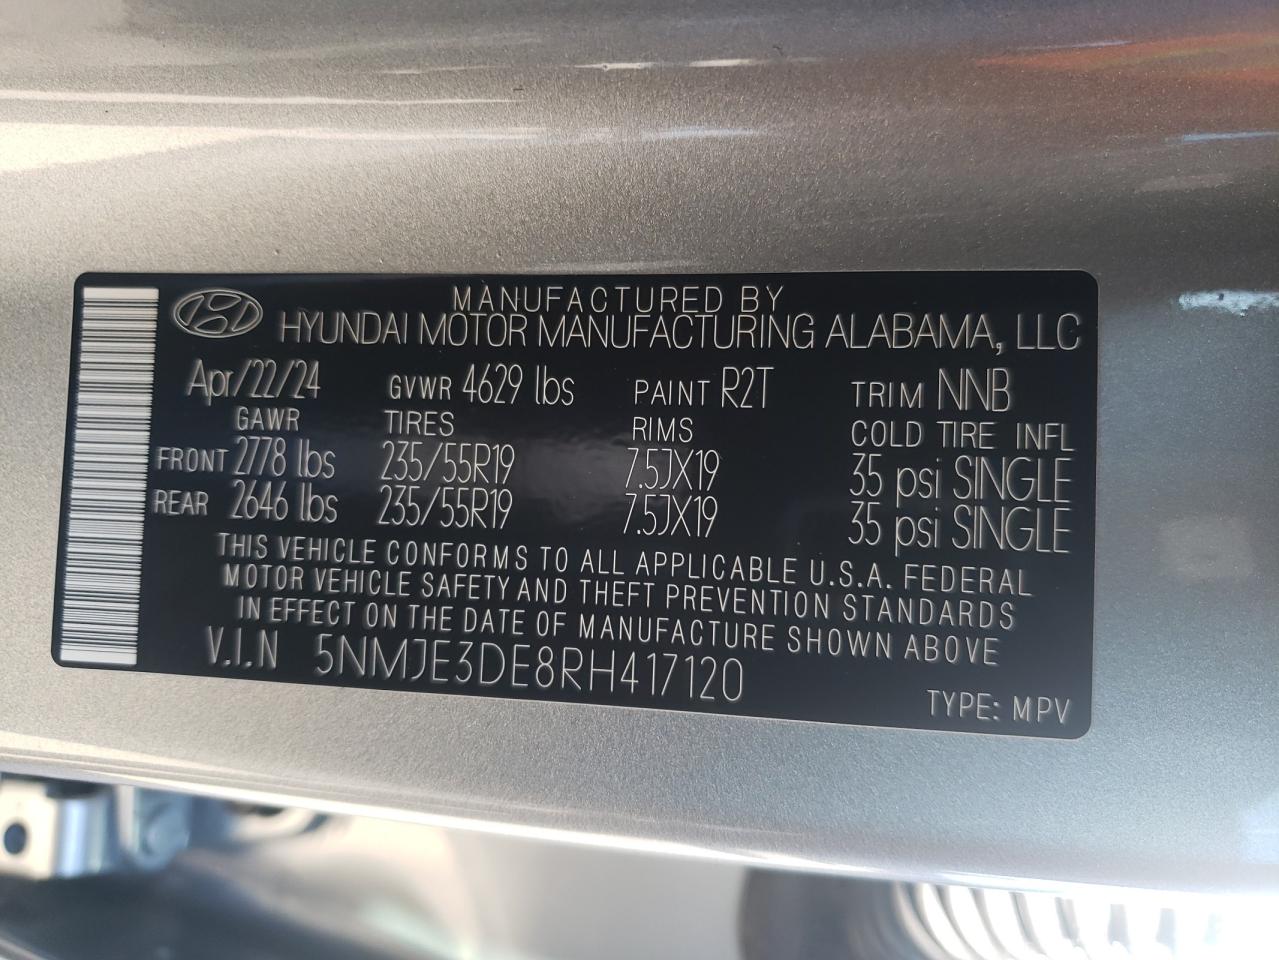 MANUFACTURED BY
HYUNDAI MOTOR MANUFACTURING ALABAMA, LLC
Apr/22/24 GVWR 4629 lbs PAINT R2T TRIM NNB
GAWR TIRES RIMS COLD TIRE INFL
FRONT 2778 lbs 235/55R19 7.5JX19 35 psi SINGLE
REAR 2646 lbs 235/55R19 7.5JX19 35 psi SINGLE
THIS VEHICLE CONFORMS TO ALL APPLICABLE U.S.A. FEDERAL
MOTOR VEHICLE SAFETY AND THEFT PREVENTION STANDARDS
IN EFFECT ON THE DATE OF MANUFACTURE SHOWN ABOVE
V.I.N 5NMJE3DE8RH417120
TYPE: MPV